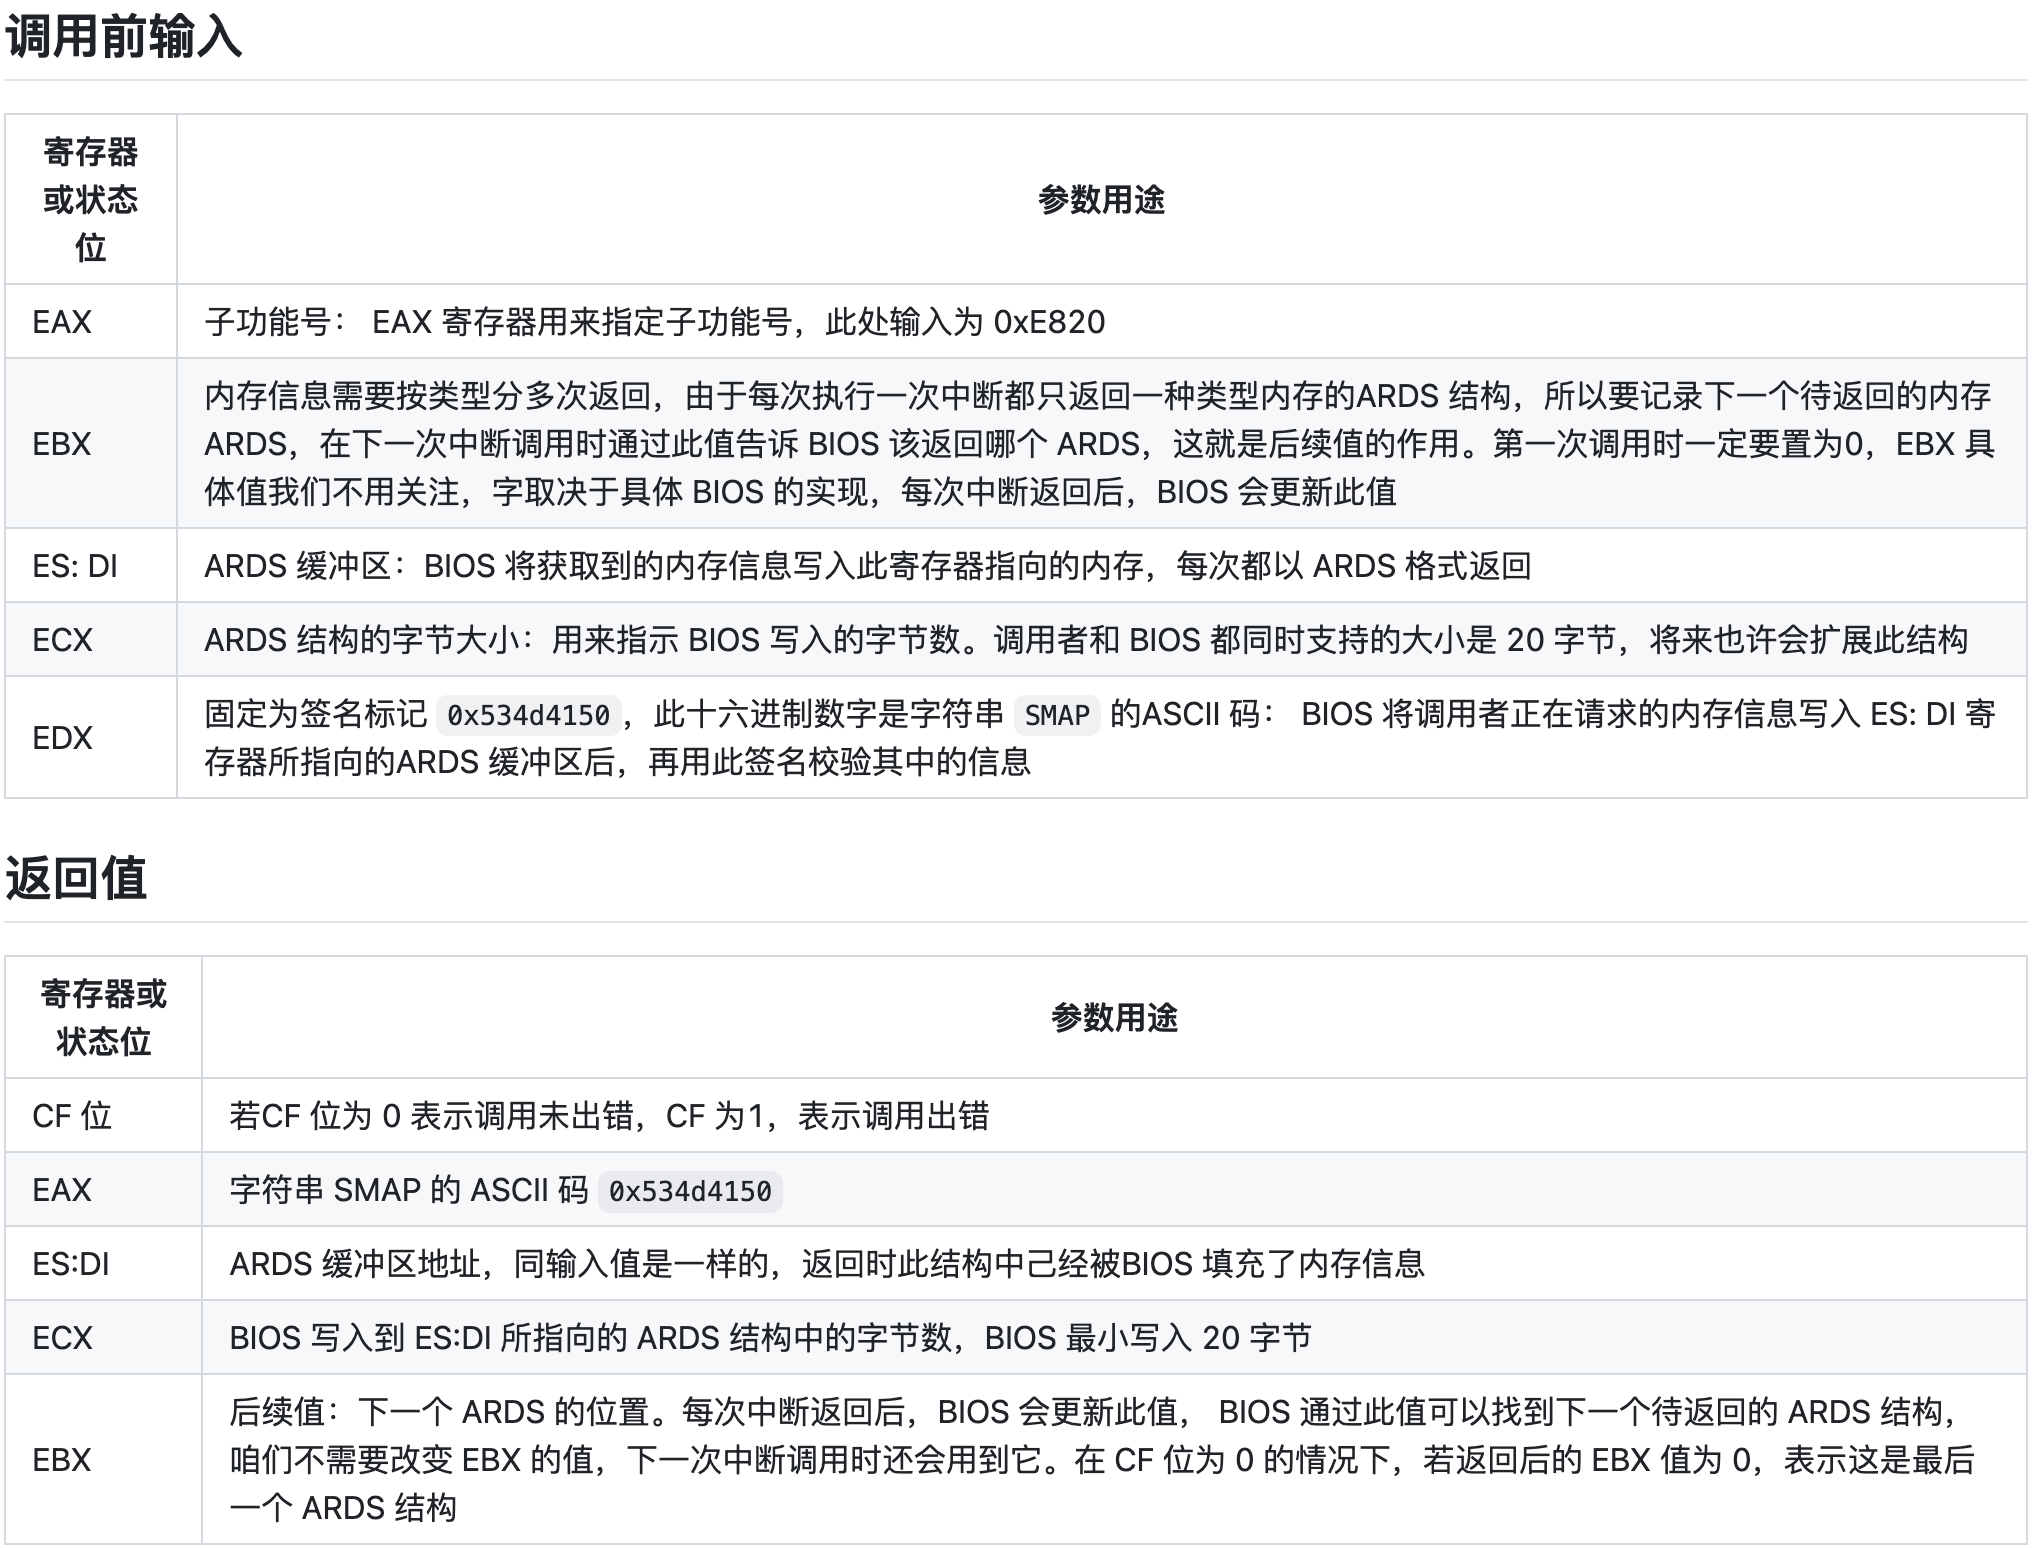 调用前输入
寄存器
或状态
位
参数用途
EAX
子功能号： EAX 寄存器用来指定子功能号，此处输入为 0xE820
EBX
内存信息需要按类型分多次返回，由于每次执行一次中断都只返回一种类型内存的ARDS 结构，所以要记录下一个待返回的内存
ARDS，在下一次中断调用时通过此值告诉 BIOS 该返回哪个 ARDS，这就是后续值的作用。第一次调用时一定要置为0，EBX 具
体值我们不用关注，字取决于具体 BIOS 的实现，每次中断返回后，BIOS 会更新此值
ES: DI
ARDS 缓冲区：BIOS 将获取到的内存信息写入此寄存器指向的内存，每次都以 ARDS 格式返回
ECX
ARDS 结构的字节大小：用来指示 BIOS 写入的字节数。调用者和 BIOS 都同时支持的大小是 20 字节，将来也许会扩展此结构
EDX
固定为签名标记 0x534d4150，此十六进制数字是字符串 SMAP 的ASCII 码： BIOS 将调用者正在请求的内存信息写入 ES: DI 寄
存器所指向的ARDS 缓冲区后，再用此签名校验其中的信息
返回值
寄存器或
状态位
参数用途
CF 位
若CF 位为 0 表示调用未出错，CF 为1，表示调用出错
EAX
字符串 SMAP 的 ASCII 码 0x534d4150
ES:DI
ARDS 缓冲区地址，同输入值是一样的，返回时此结构中己经被BIOS 填充了内存信息
ECX
BIOS 写入到 ES:DI 所指向的 ARDS 结构中的字节数，BIOS 最小写入 20 字节
EBX
后续值：下一个 ARDS 的位置。每次中断返回后，BIOS 会更新此值， BIOS 通过此值可以找到下一个待返回的 ARDS 结构，
咱们不需要改变 EBX 的值，下一次中断调用时还会用到它。在 CF 位为 0 的情况下，若返回后的 EBX 值为 0，表示这是最后
一个 ARDS 结构